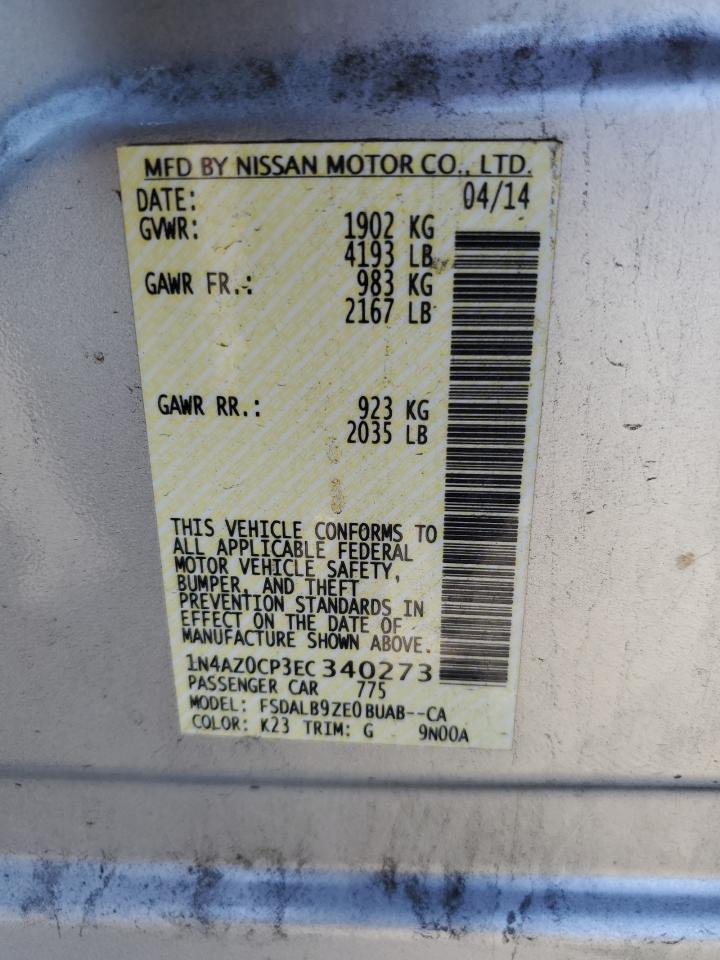 MFD BY NISSAN MOTOR CO., LTD.
DATE: 04/14
GVWR: 1902 KG
4193 LB
GAWR FR.: 983 KG
2167 LB
GAWR RR.: 923 KG
2035 LB
THIS VEHICLE CONFORMS TO
ALL APPLICABLE FEDERAL
MOTOR VEHICLE SAFETY,
BUMPER, AND THEFT
PREVENTION STANDARDS IN
EFFECT ON THE DATE OF
MANUFACTURE SHOWN ABOVE.
1N4AZ0CP3EC340273
PASSENGER CAR 775
MODEL: FSDALB9ZE0BUAB--CA
COLOR: K23 TRIM: G 9N00A